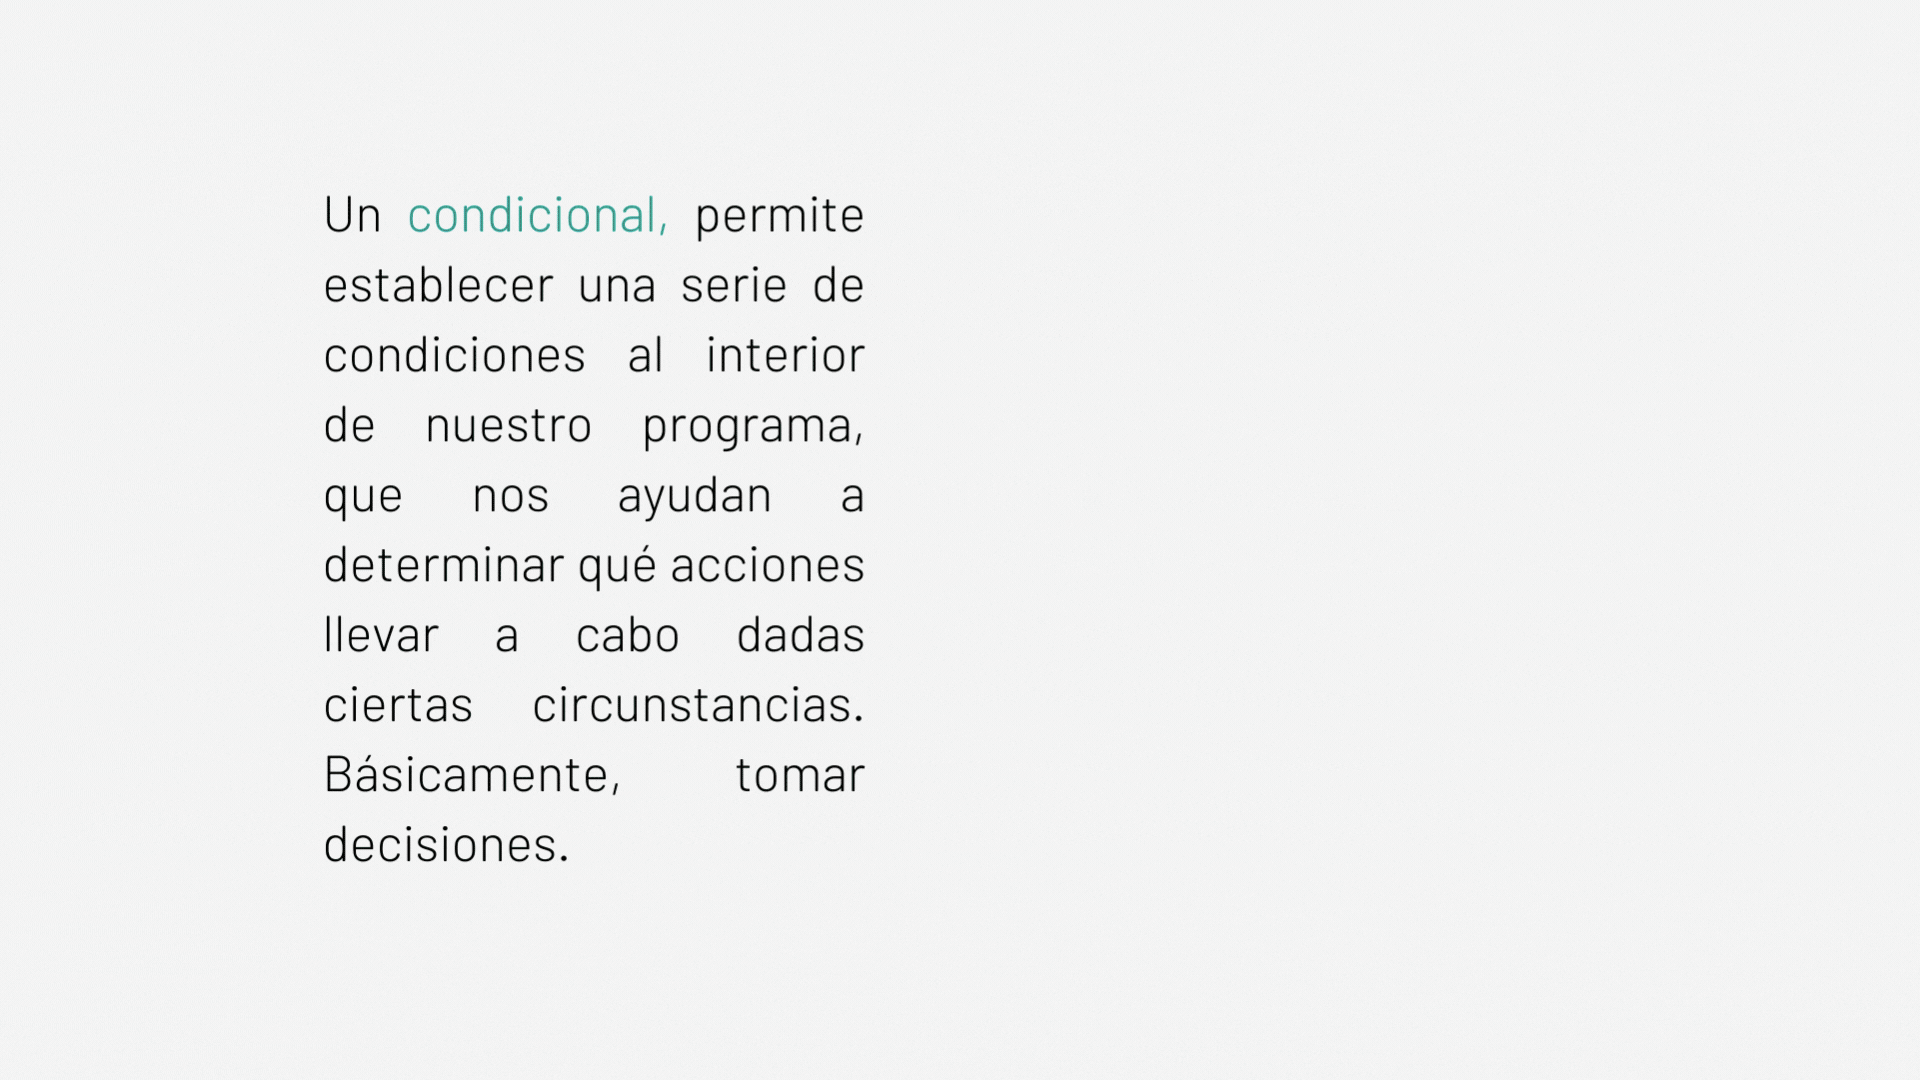 Un condicional, permite
establecer una serie de
condiciones al interior
de nuestro programa,
que nos ayudan a
determinar qué acciones
llevar a cabo dadas
ciertas circunstancias.
Básicamente, tomar
decisiones.